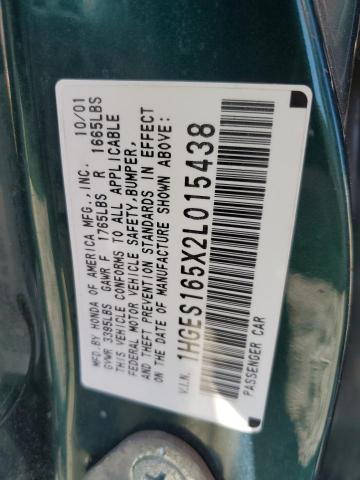 MFD. BY HONDA OF AMERICA MFG., INC. 10/01
GVWR 3395LBS GAWR F 1765LBS R 1665LBS
THIS VEHICLE CONFORMS TO ALL APPLICABLE
FEDERAL MOTOR VEHICLE SAFETY, BUMPER,
AND THEFT PREVENTION STANDARDS IN EFFECT
ON THE DATE OF MANUFACTURE SHOWN ABOVE:
V.I.N. 1HGES165X2L015438
PASSENGER CAR